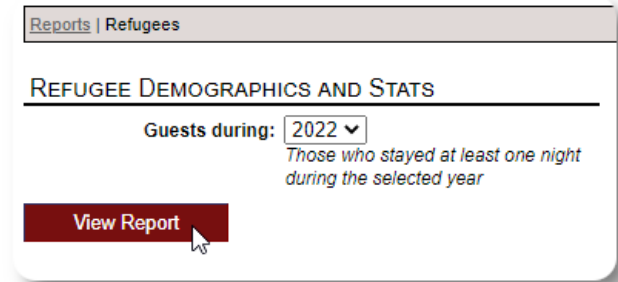 Reports | Refugees
REFUGEE DEMOGRAPHICS AND STATS
Guests during: 2022
Those who stayed at least one night
during the selected year
View Report